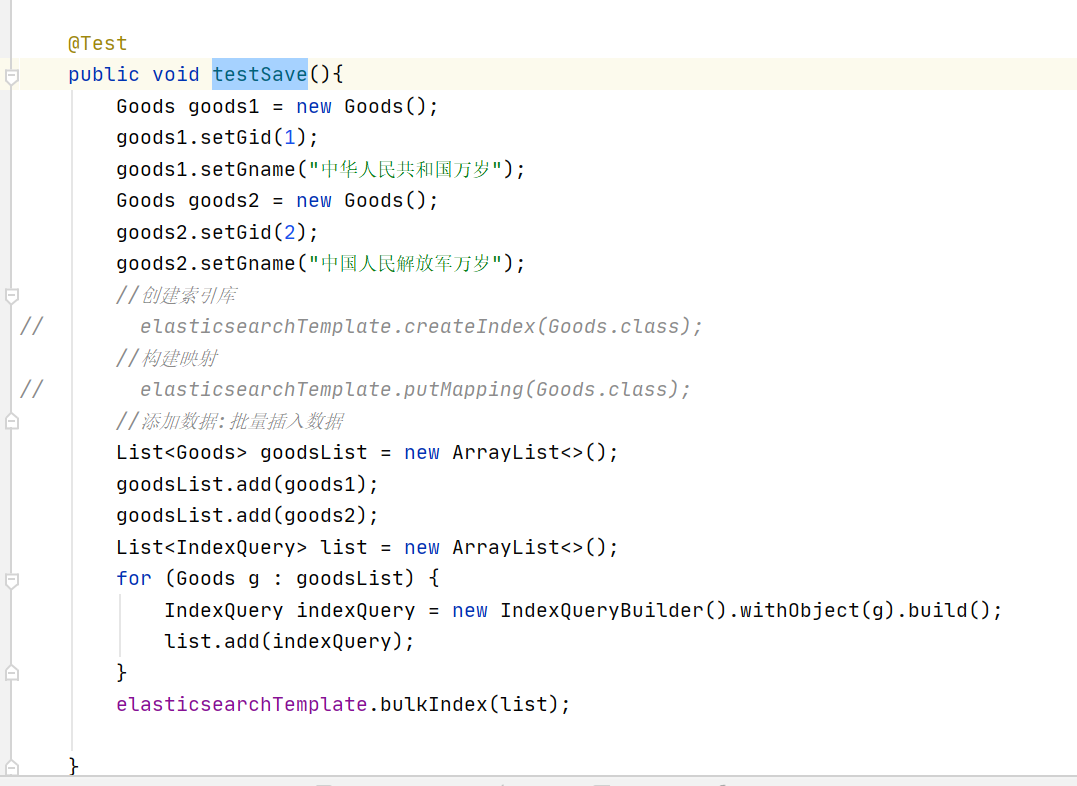 @Test
public void testSave(){
Goods goods1 = new Goods();
goods1.setGid(1);
goods1.setGname("中华人民共和国万岁");
Goods goods2 = new Goods();
goods2.setGid(2);
goods2.setGname("中国人民解放军万岁");
//创建索引库
// elasticsearchTemplate.createIndex(Goods.class);
//构建映射
// elasticsearchTemplate.putMapping(Goods.class);
//添加数据:批量插入数据
List<Goods> goodsList = new ArrayList<>();
goodsList.add(goods1);
goodsList.add(goods2);
List<IndexQuery> list = new ArrayList<>();
for (Goods g : goodsList) {
IndexQuery indexQuery = new IndexQueryBuilder().withObject(g).build();
list.add(indexQuery);
}
elasticsearchTemplate.bulkIndex(list);
}